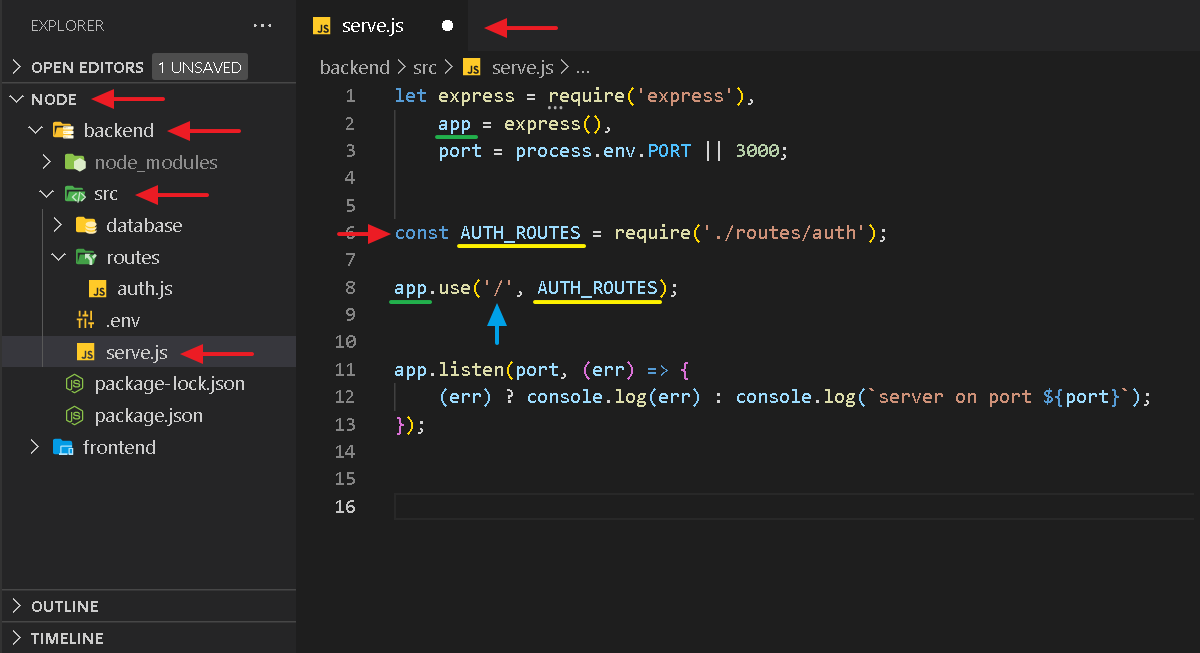 EXPLORER
OPEN EDITORS 1 UNSAVED
NODE
backend
node_modules
src
database
routes
auth.js
.env
serve.js
package-lock.json
package.json
frontend
OUTLINE
TIMELINE
JS serve.js
backend > src > JS serve.js > ...
1 let express = require('express'),
2 app = express(),
3 port = process.env.PORT || 3000;
4
5
6 const AUTH_ROUTES = require('./routes/auth');
7
8 app.use('/', AUTH_ROUTES);
9
10
11 app.listen(port, (err) => {
12 (err) ? console.log(err) : console.log(`server on port ${port}`);
13 });
14
15
16